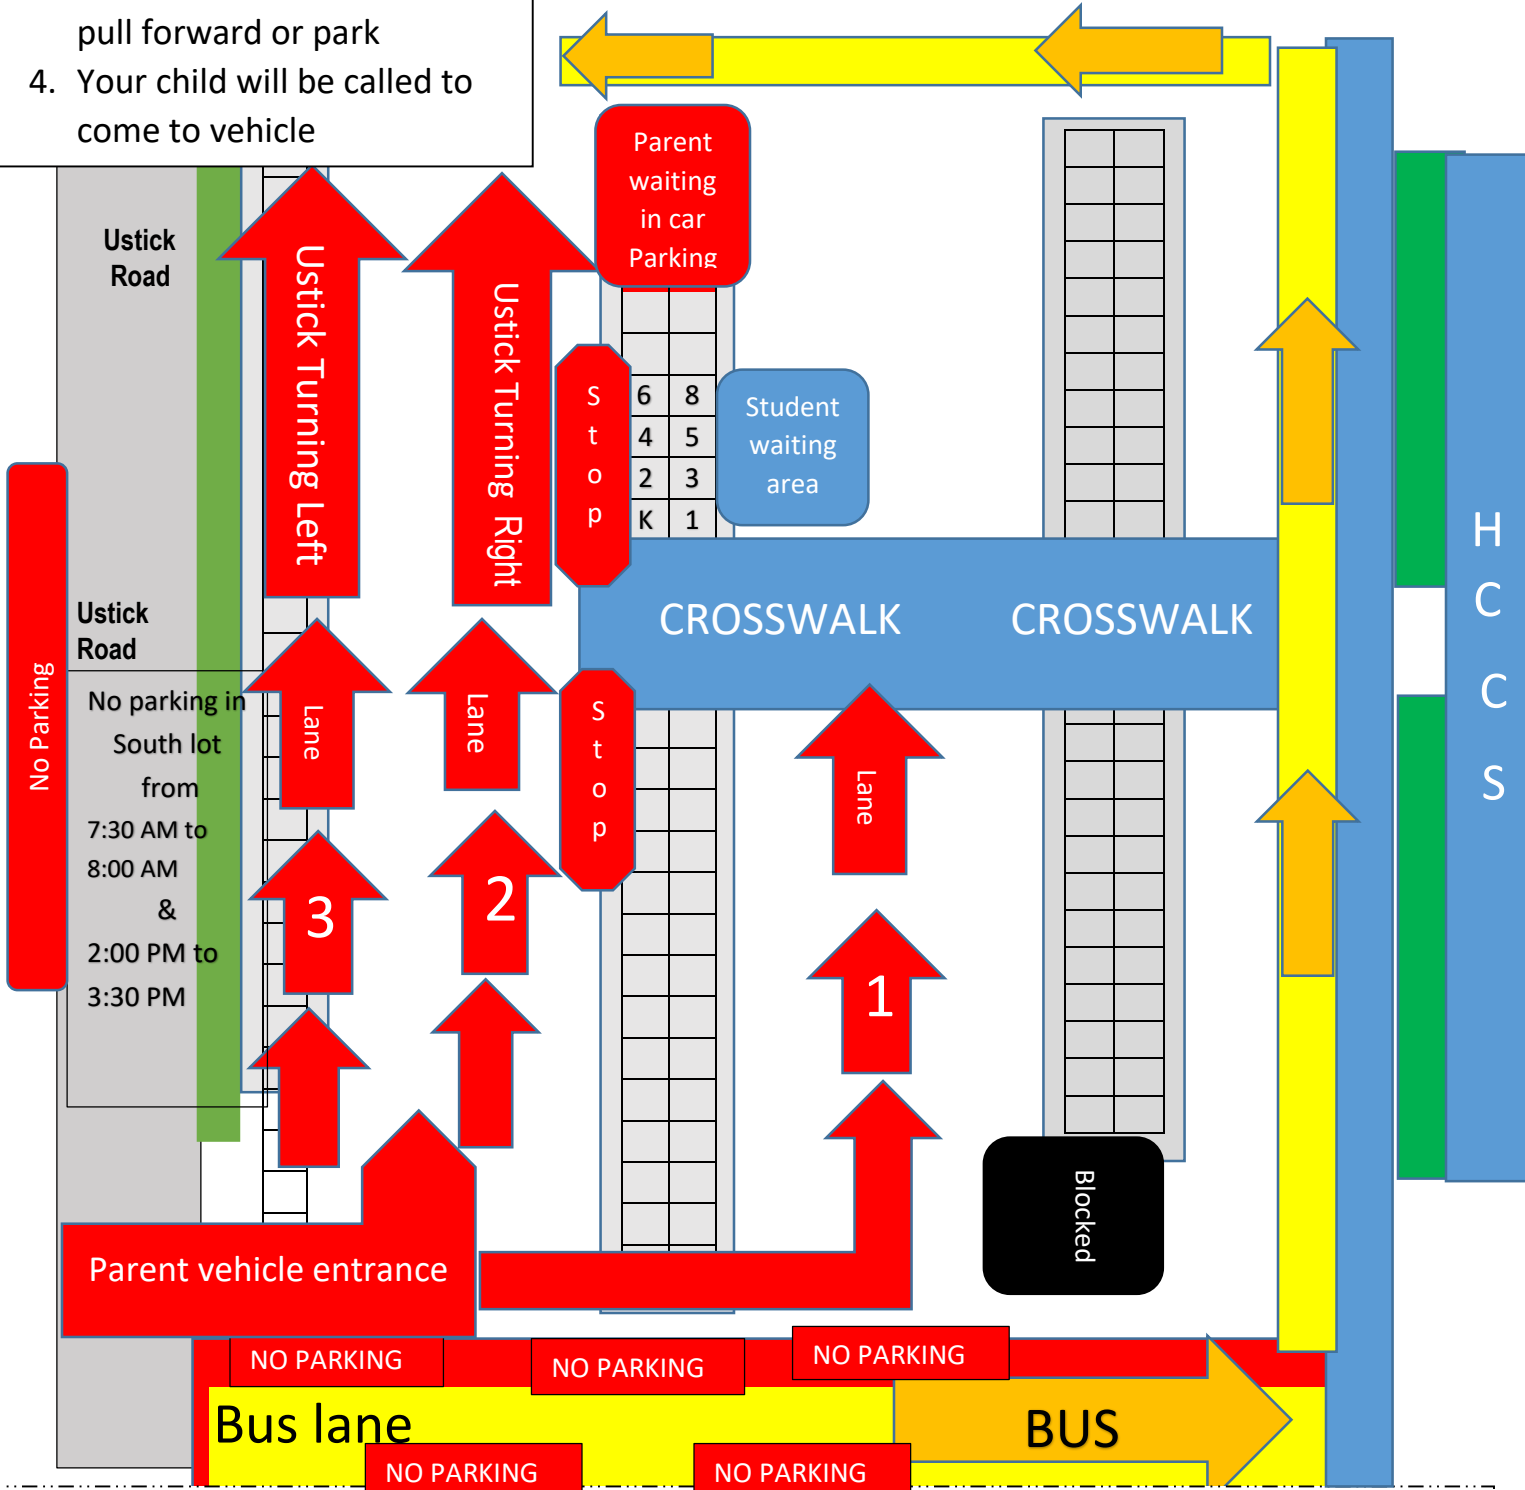 pull forward or park
4. Your child will be called to
come to vehicle
Parent
waiting
in car
Parking
Ustick
Road
Ustick Turning Left
Ustick Turning Right
S
t
o
p
6 8
4 5
2 3
K 1
Student
waiting
area
CROSSWALK
CROSSWALK
H
C
C
S
Ustick
Road
No Parking
No parking in
South lot
from
7:30 AM to
8:00 AM
&
2:00 PM to
3:30 PM
Lane
3
Lane
2
S
t
o
p
Lane
1
Blocked
Parent vehicle entrance
NO PARKING
NO PARKING
NO PARKING
Bus lane
BUS
NO PARKING
NO PARKING